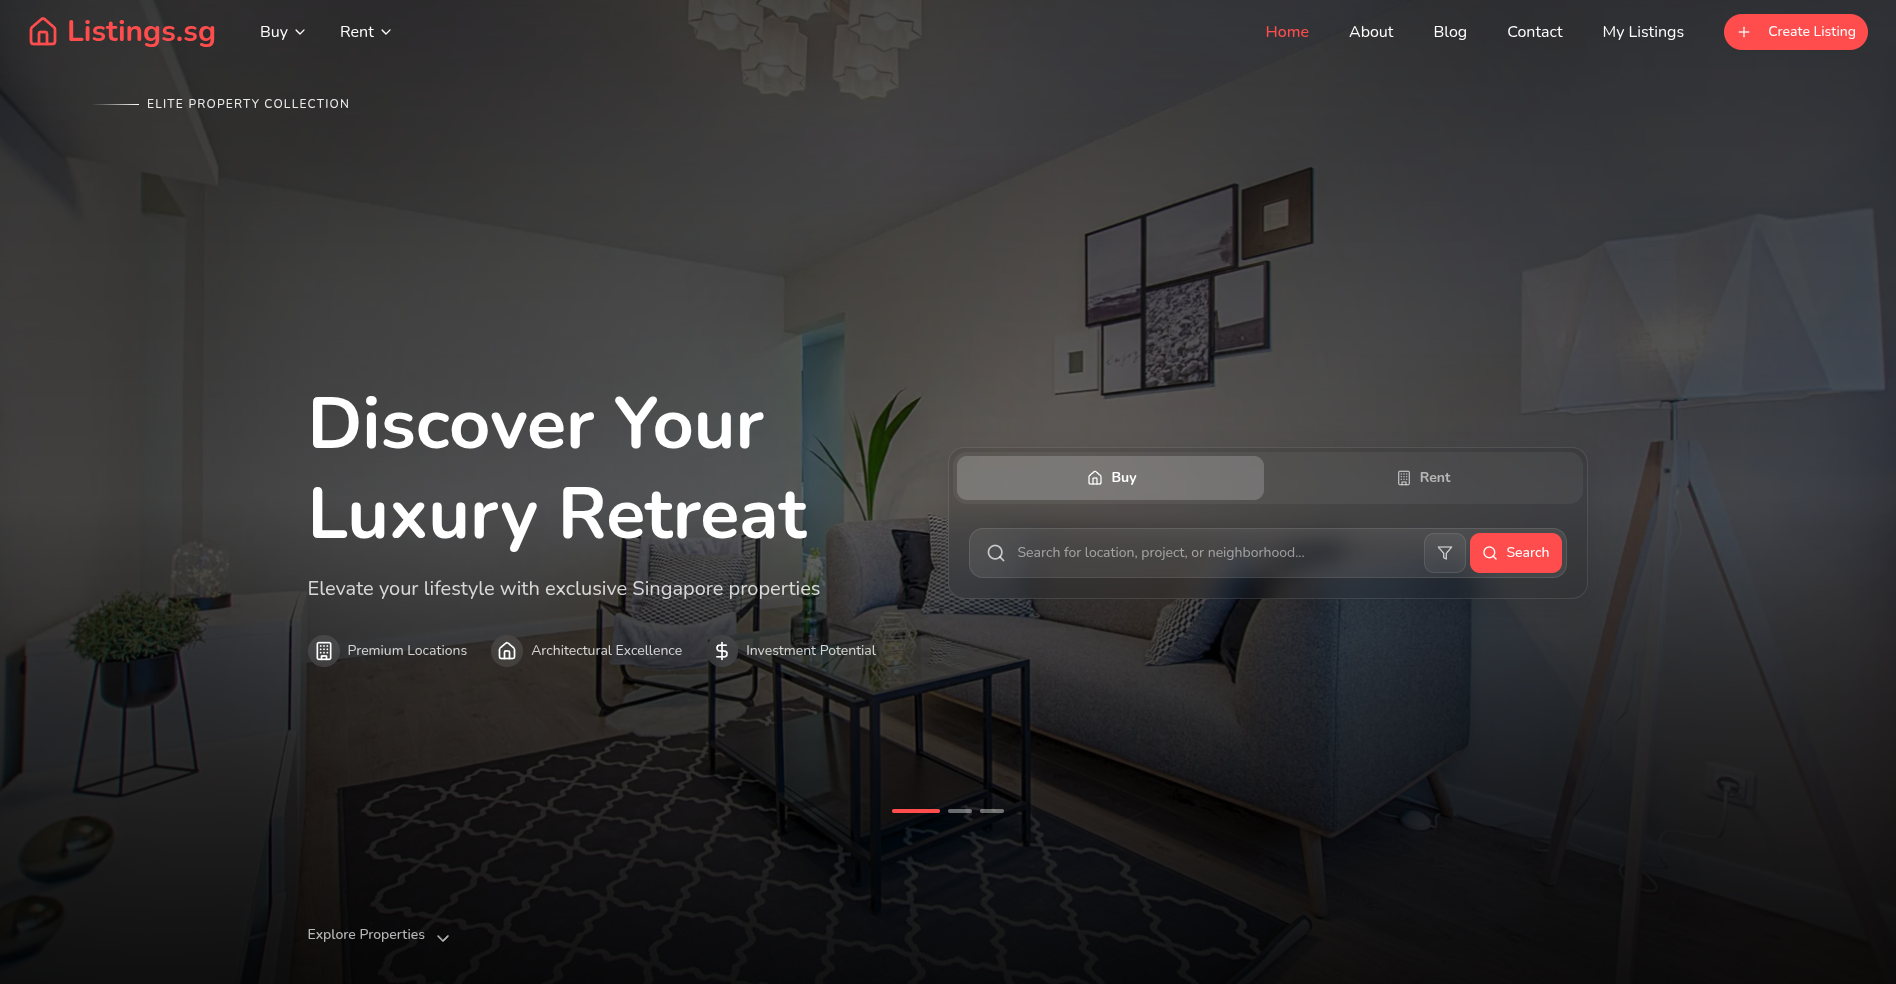 Listings.sg
Buy
Rent
Home
About
Blog
Contact
My Listings
Create Listing
ELITE PROPERTY COLLECTION
Discover Your
Luxury Retreat
Elevate your lifestyle with exclusive Singapore properties
Premium Locations
Architectural Excellence
Investment Potential
Buy
Rent
Search for location, project, or neighborhood...
Search
Explore Properties